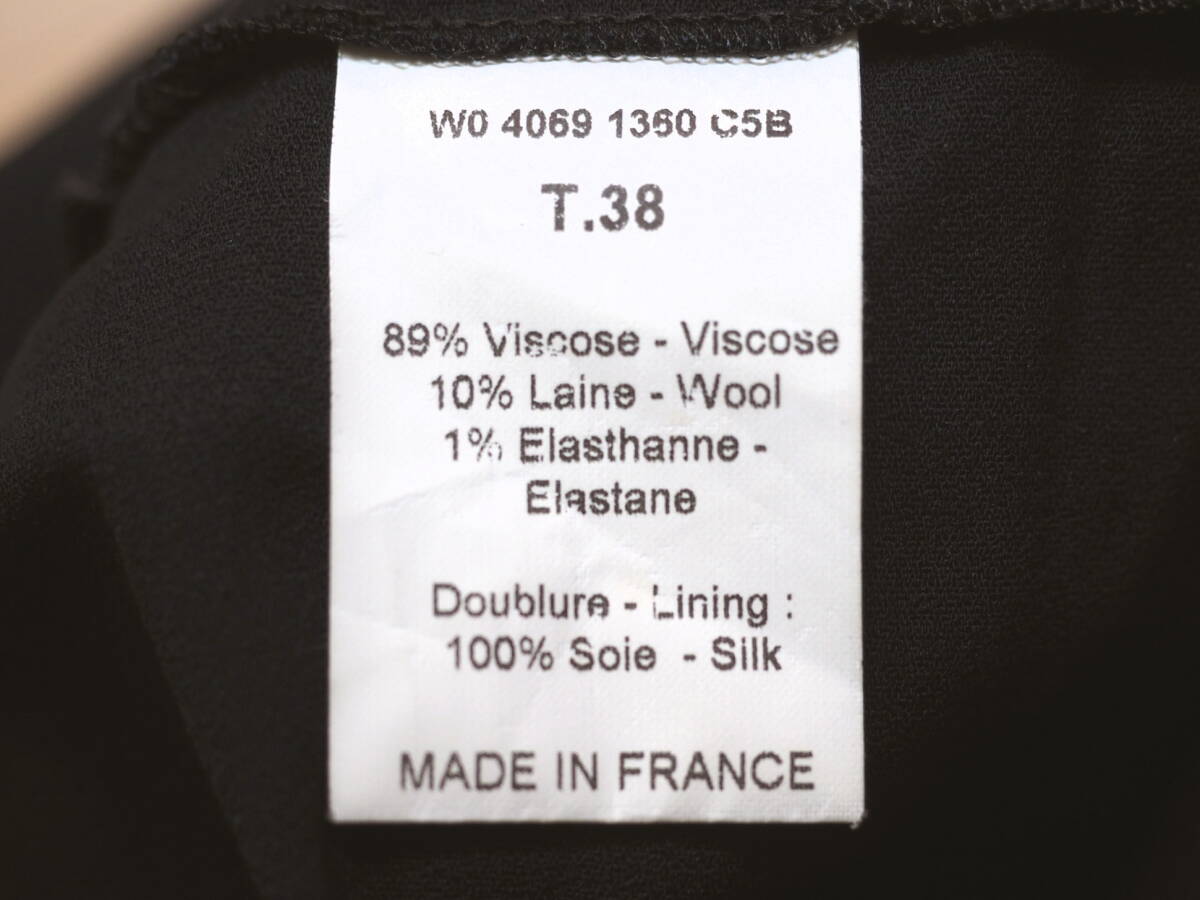 W0 4069 1360 C5B
T.38
89% Viscose - Viscose
10% Laine - Wool
1% Elasthanne -
Elastane
Doublure - Lining :
100% Soie - Silk
MADE IN FRANCE